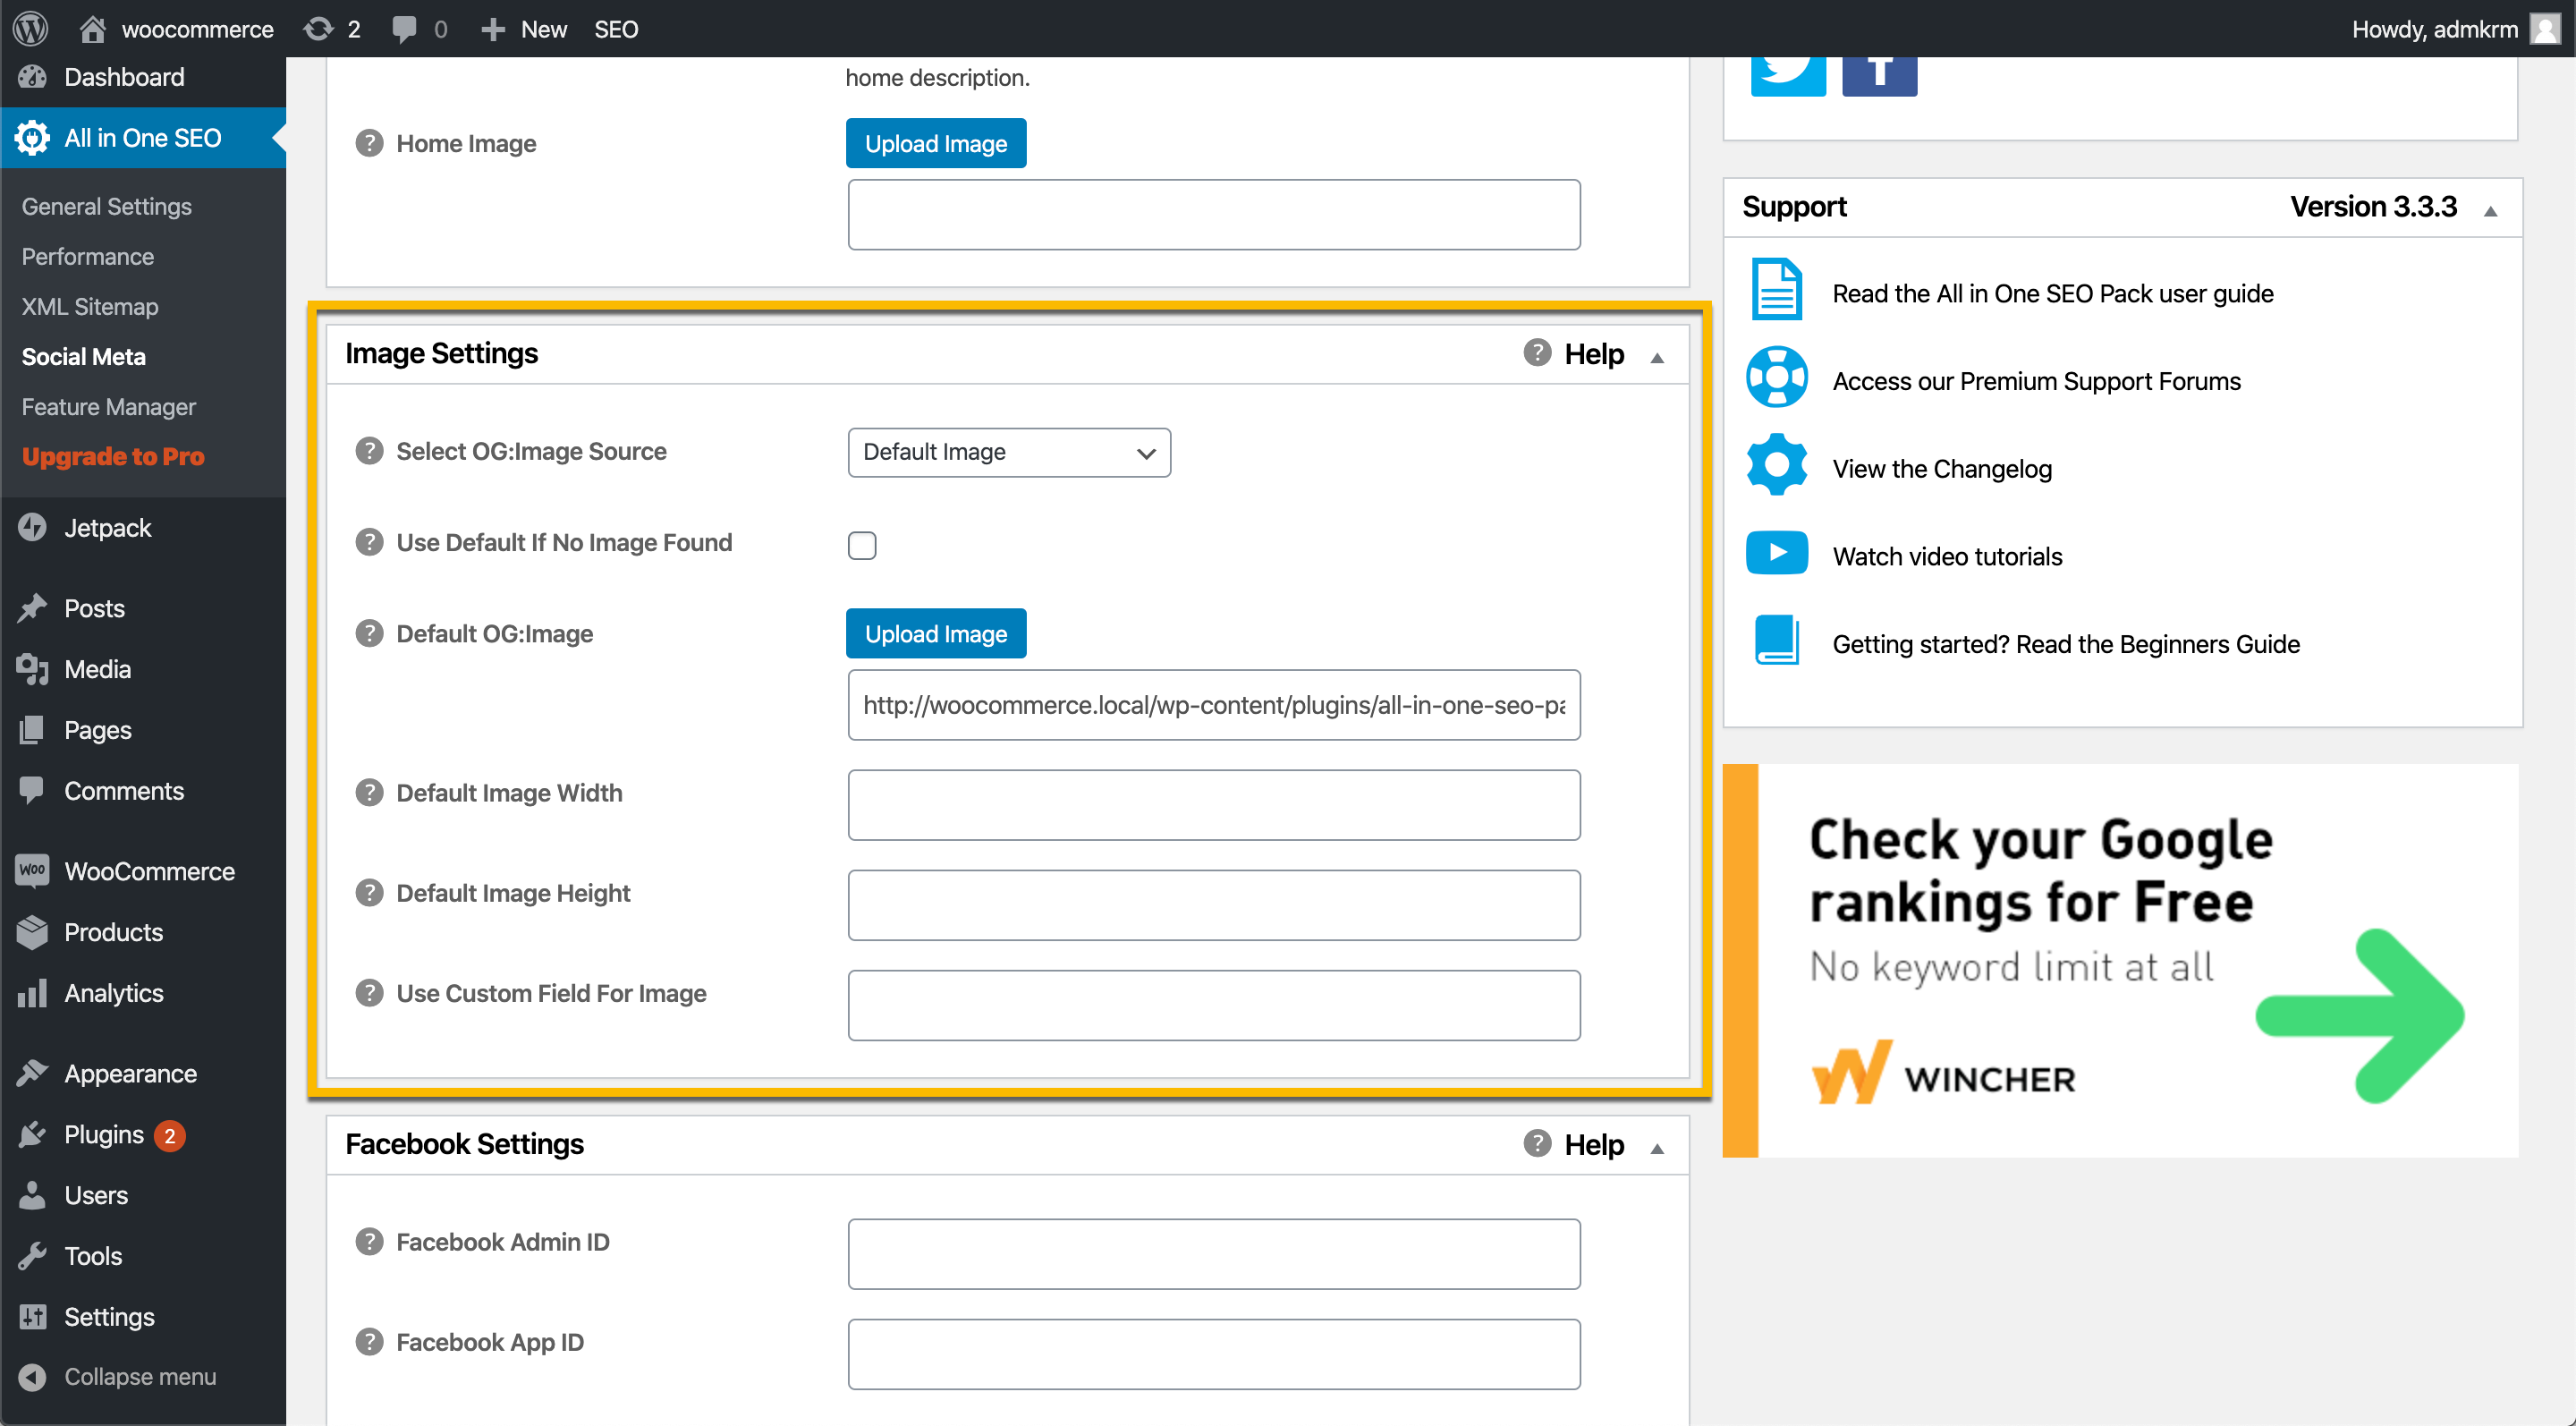 woocommerce 2 0 New SEO Howdy, admkrm
Dashboard
All in One SEO
General Settings
Performance
XML Sitemap
Social Meta
Feature Manager
Upgrade to Pro
Jetpack
Posts
Media
Pages
Comments
WooCommerce
Products
Analytics
Appearance
Plugins 2
Users
Tools
Settings
Collapse menu
home description.
Home Image
Upload Image
Image Settings
Help
Select OG:Image Source
Default Image
Use Default If No Image Found
Default OG:Image
Upload Image
http://woocommerce.local/wp-content/plugins/all-in-one-seo-pa
Default Image Width
Default Image Height
Use Custom Field For Image
Facebook Settings
Help
Facebook Admin ID
Facebook App ID
Support
Version 3.3.3
Read the All in One SEO Pack user guide
Access our Premium Support Forums
View the Changelog
Watch video tutorials
Getting started? Read the Beginners Guide
Check your Google
rankings for Free
No keyword limit at all
WINCHER